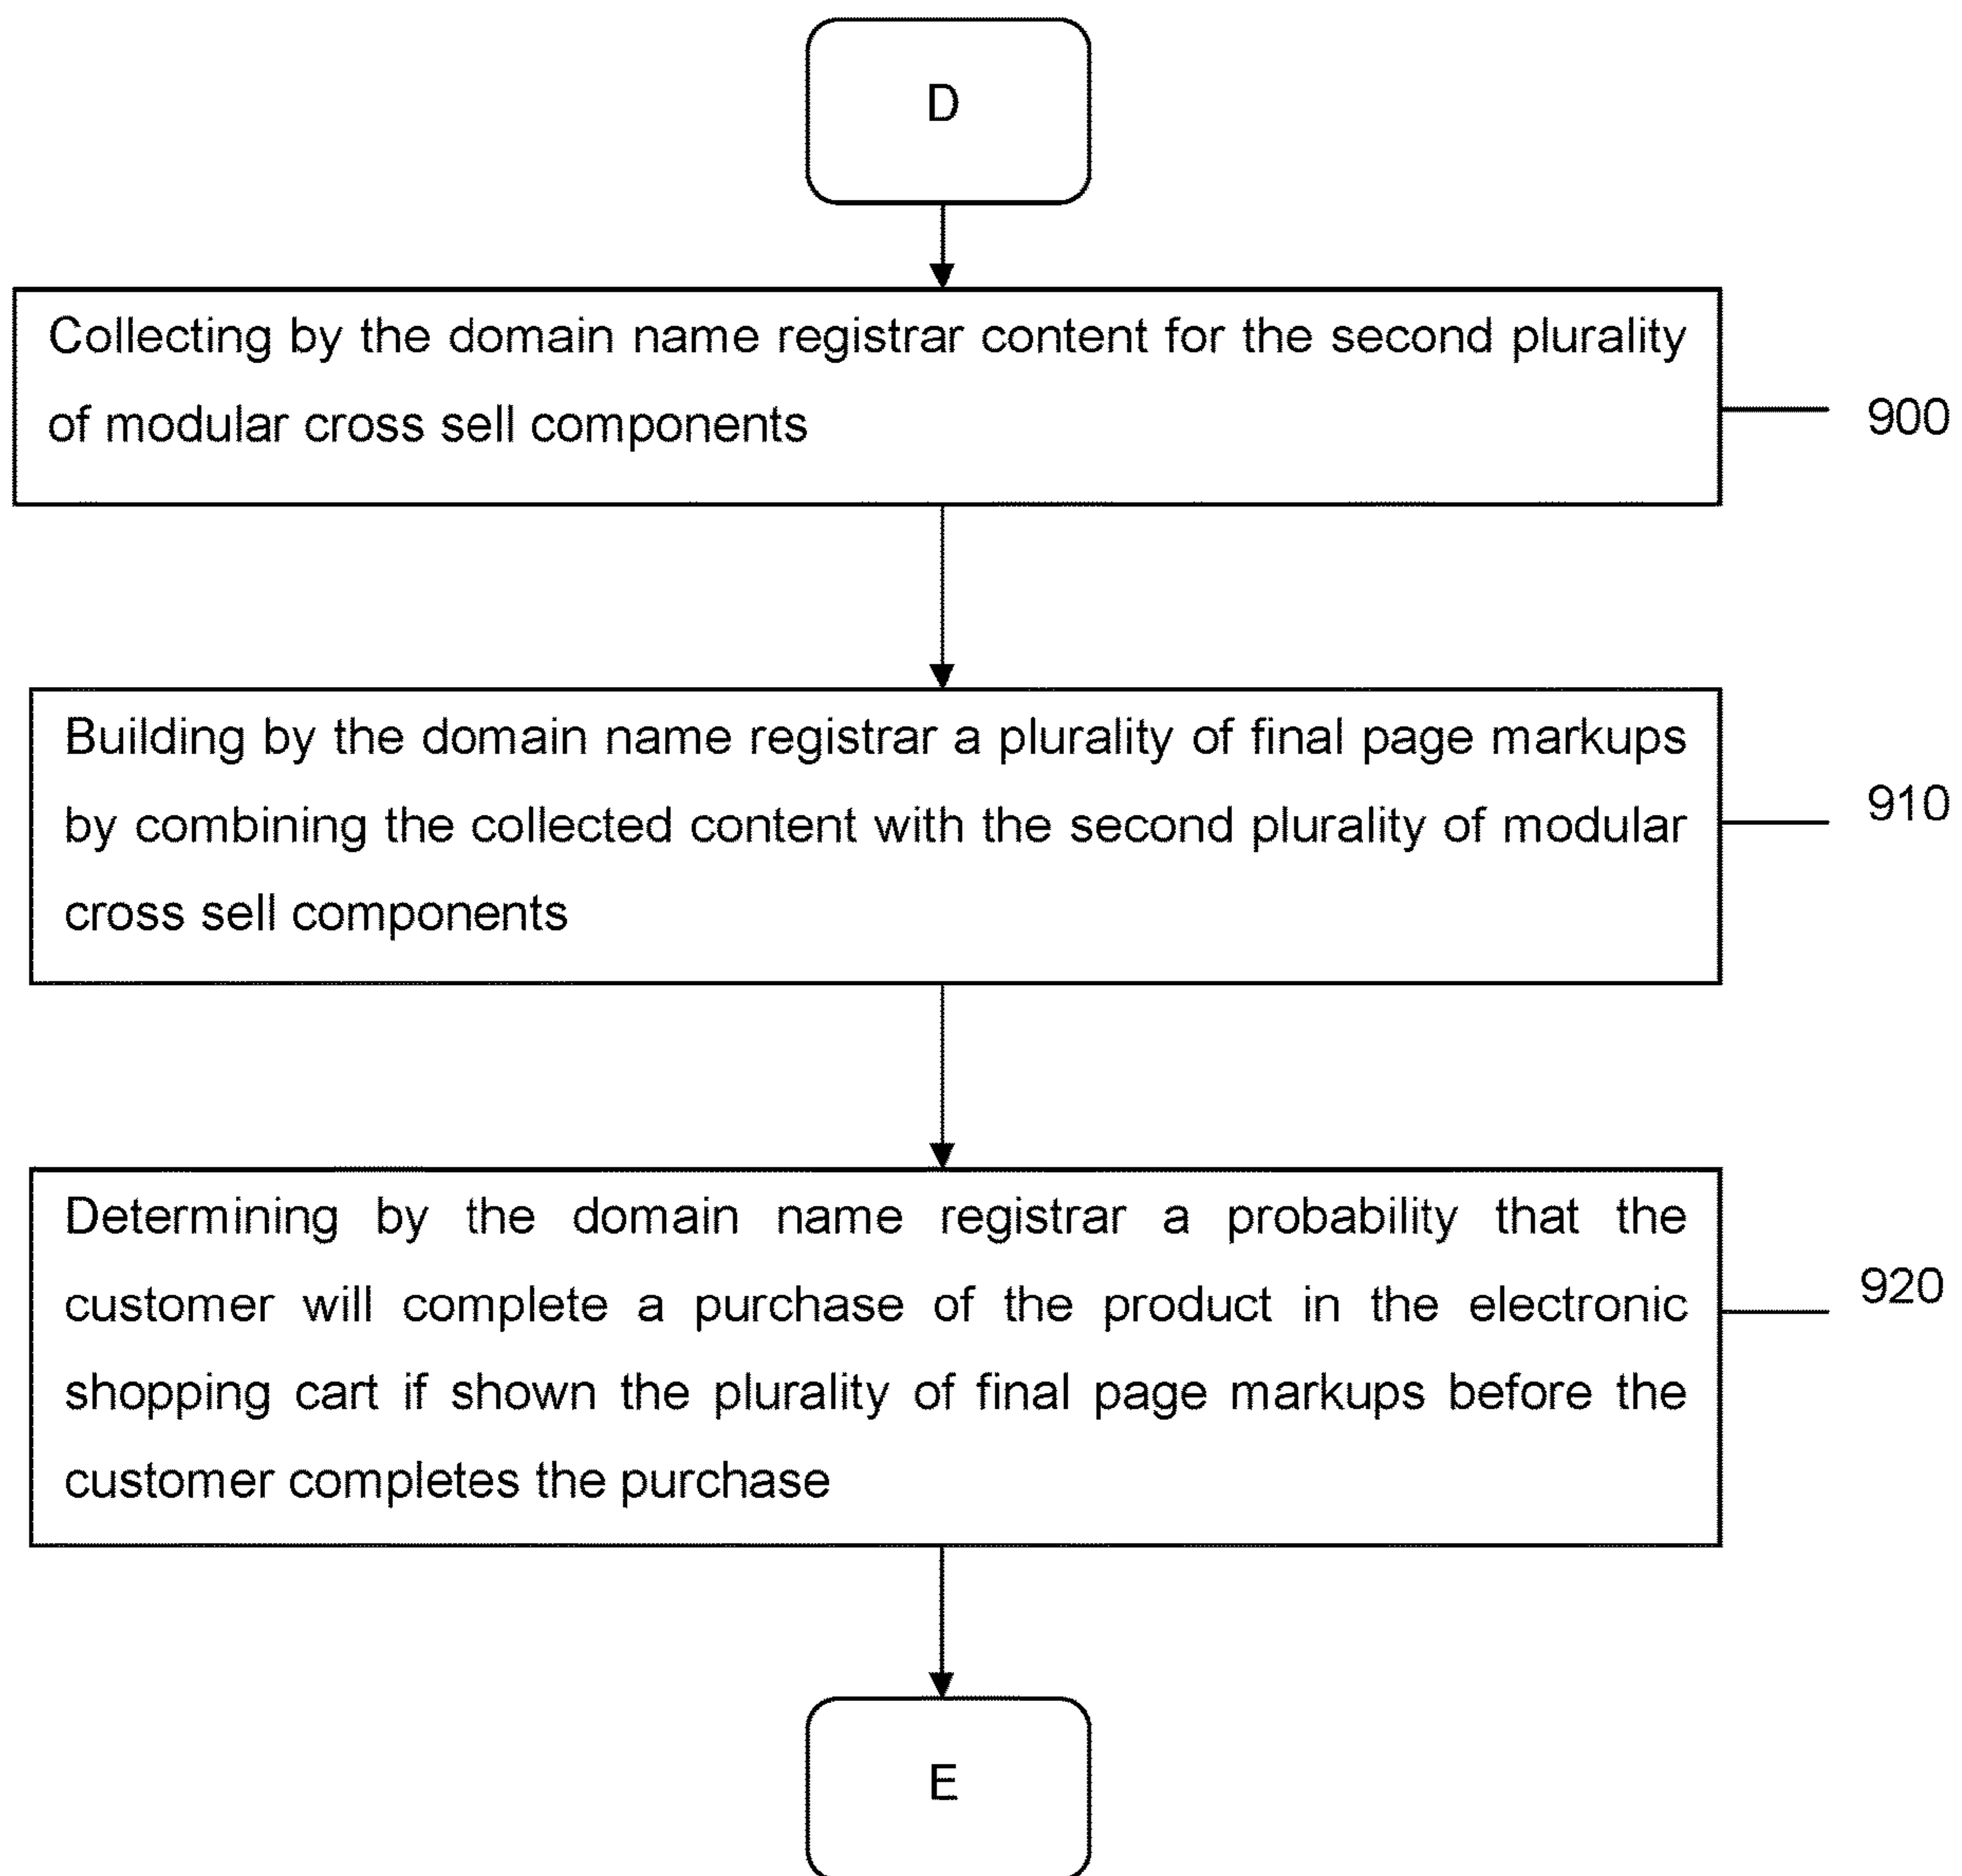 D
Collecting by the domain name registrar content for the second plurality
of modular cross sell components
900
Building by the domain name registrar a plurality of final page markups
by combining the collected content with the second plurality of modular
cross sell components
910
Determining by the domain name registrar a probability that the
customer will complete a purchase of the product in the electronic
shopping cart if shown the plurality of final page markups before the
customer completes the purchase
920
E